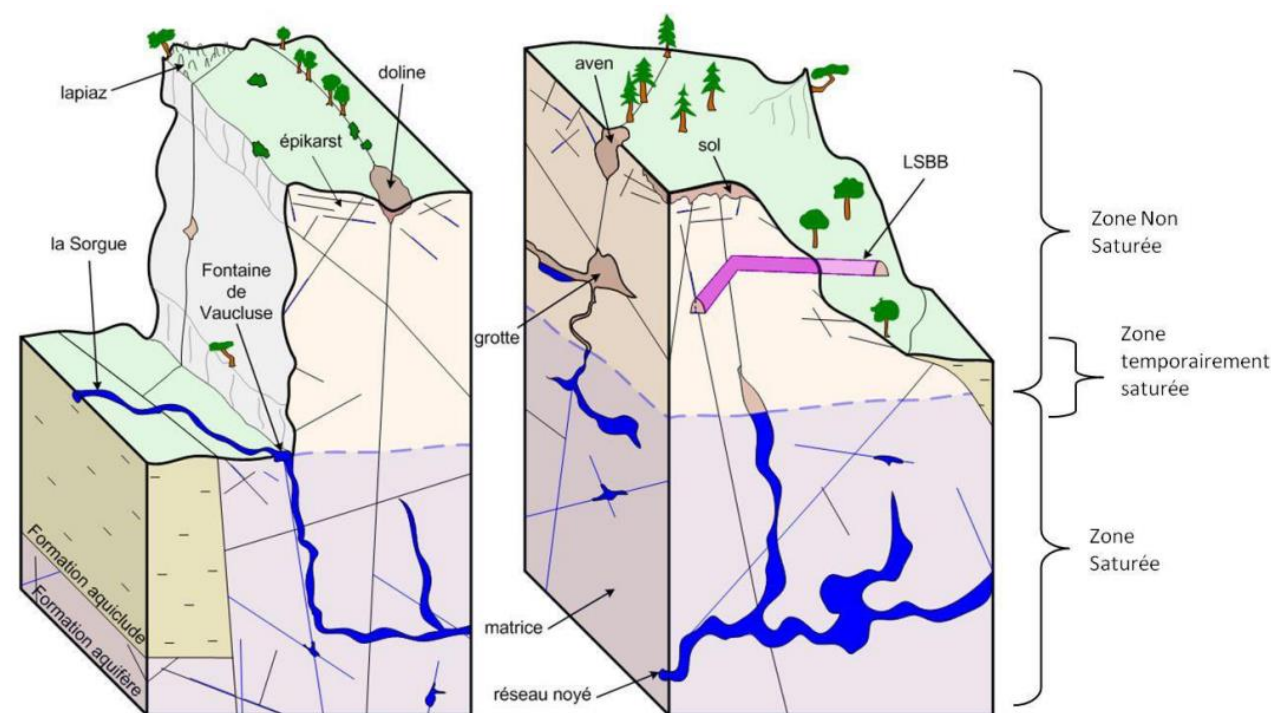 lapiaz
doline
épikarst
la Sorgue
Fontaine
de
Vaucluse
Formation aquiclude
Formation aquifère
aven
sol
LSBB
grotte
matrice
réseau noyé
Zone Non
Saturée
Zone
temporairement
saturée
Zone
Saturée